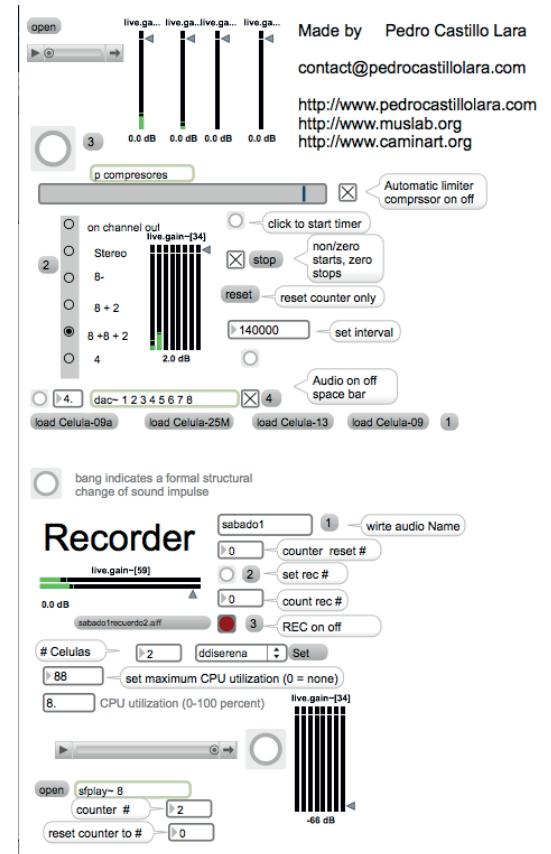 open
live.ga... live.ga... live.ga... live.ga...
Made by Pedro Castillo Lara
contact@pedrocastillolara.com
http://www.pedrocastillolara.com
http://www.muslab.org
http://www.caminart.org
3
0.0 dB 0.0 dB 0.0 dB 0.0 dB
p compresores
Automatic limiter
comprssor on off
on channel out
live.gain~[34]
click to start timer
Stereo
non/zero
starts, zero
stops
stop
2
8-
reset
reset counter only
8 + 2
140000
set interval
8 +8 + 2
4
2.0 dB
Audio on off
space bar
4.
dac~ 1 2 3 4 5 6 7 8
4
load Celula-09a load Celula-25M load Celula-13 load Celula-09 1
bang indicates a formal structural
change of sound impulse
Recorder
sabado1
1
wirte audio Name
0
counter reset #
live.gain~[59]
2
set rec #
0.0 dB
0
count rec #
sabado1recuerdo2.aiff
3
REC on off
# Celulas
2
ddiserena
Set
88
set maximum CPU utilization (0 = none)
8.
CPU utilization (0-100 percent)
live.gain~[34]
open
sfplay~ 8
counter #
2
-66 dB
reset counter to #
0